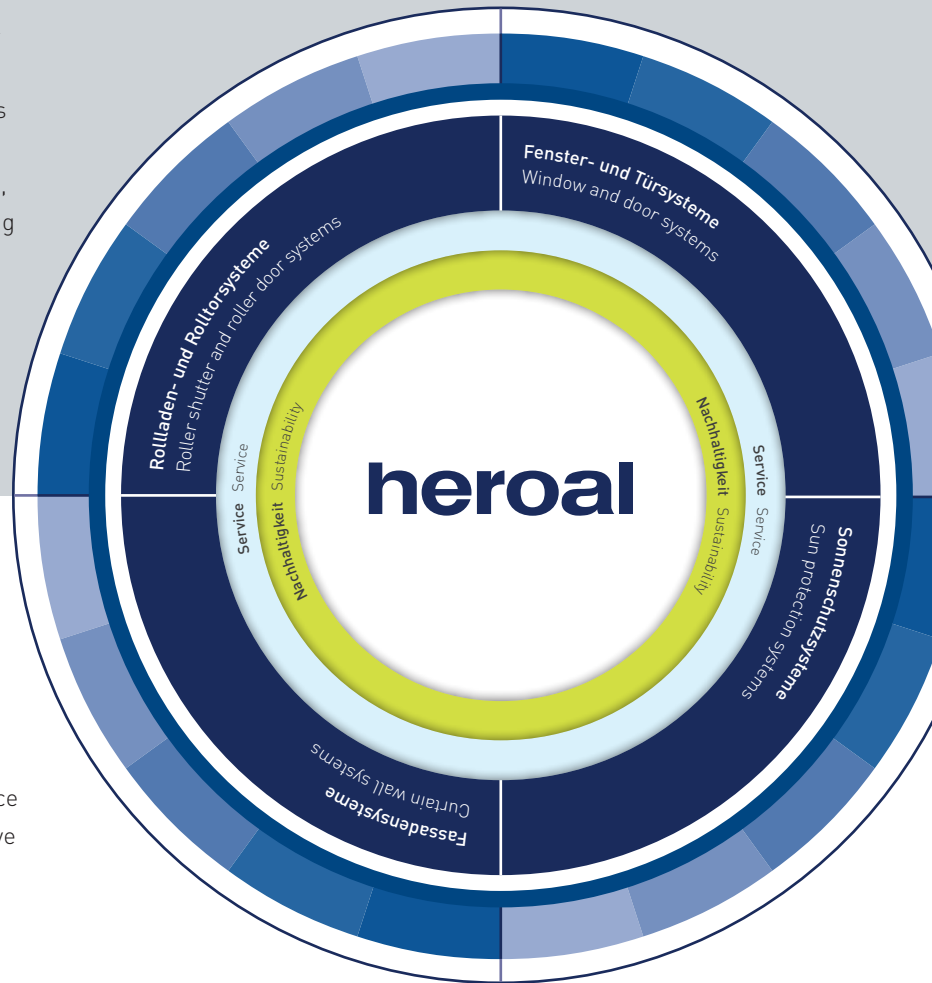 Fenster- und Türsysteme
Window and door systems
Rollladen- und Rolltorsysteme
Roller shutter and roller door systems
Service Service
Nachhaltigkeit Sustainability
heroal
Nachhaltigkeit Sustainability
Service Service
Sonnenschutzsysteme
Sun protection systems
Curtain wall systems
Fassadensysteme